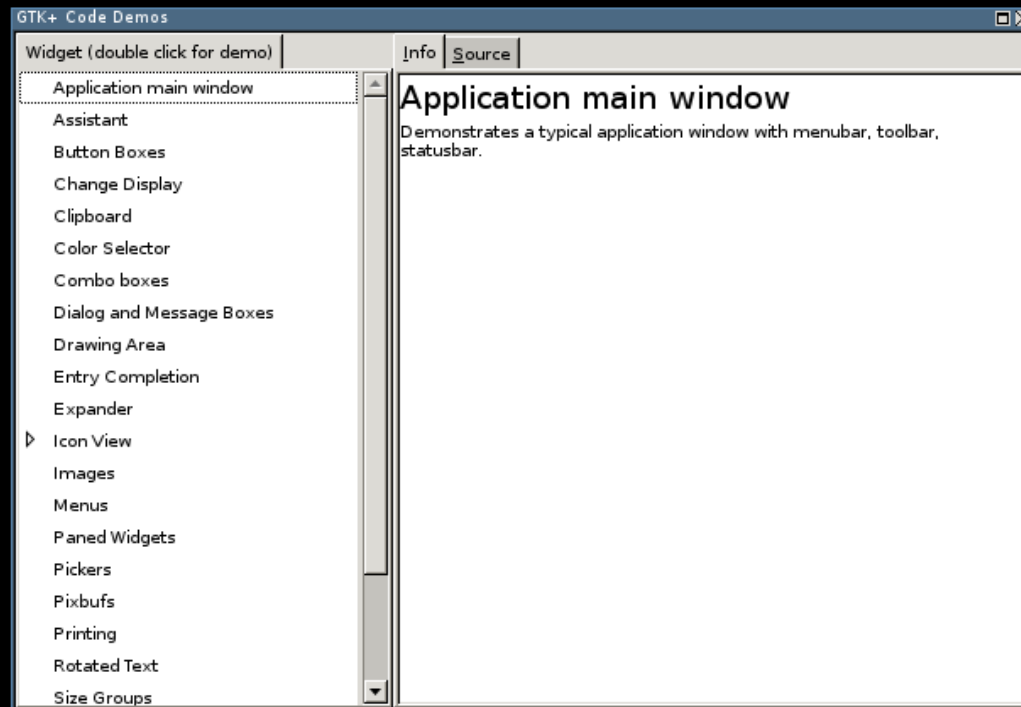 GTK+ Code Demos
Widget (double click for demo)
Application main window
Assistant
Button Boxes
Change Display
Clipboard
Color Selector
Combo boxes
Dialog and Message Boxes
Drawing Area
Entry Completion
Expander
Icon View
Images
Menus
Paned Widgets
Pickers
Pixbufs
Printing
Rotated Text
Size Groups
Info
Source
Application main window
Demonstrates a typical application window with menubar, toolbar,
statusbar.